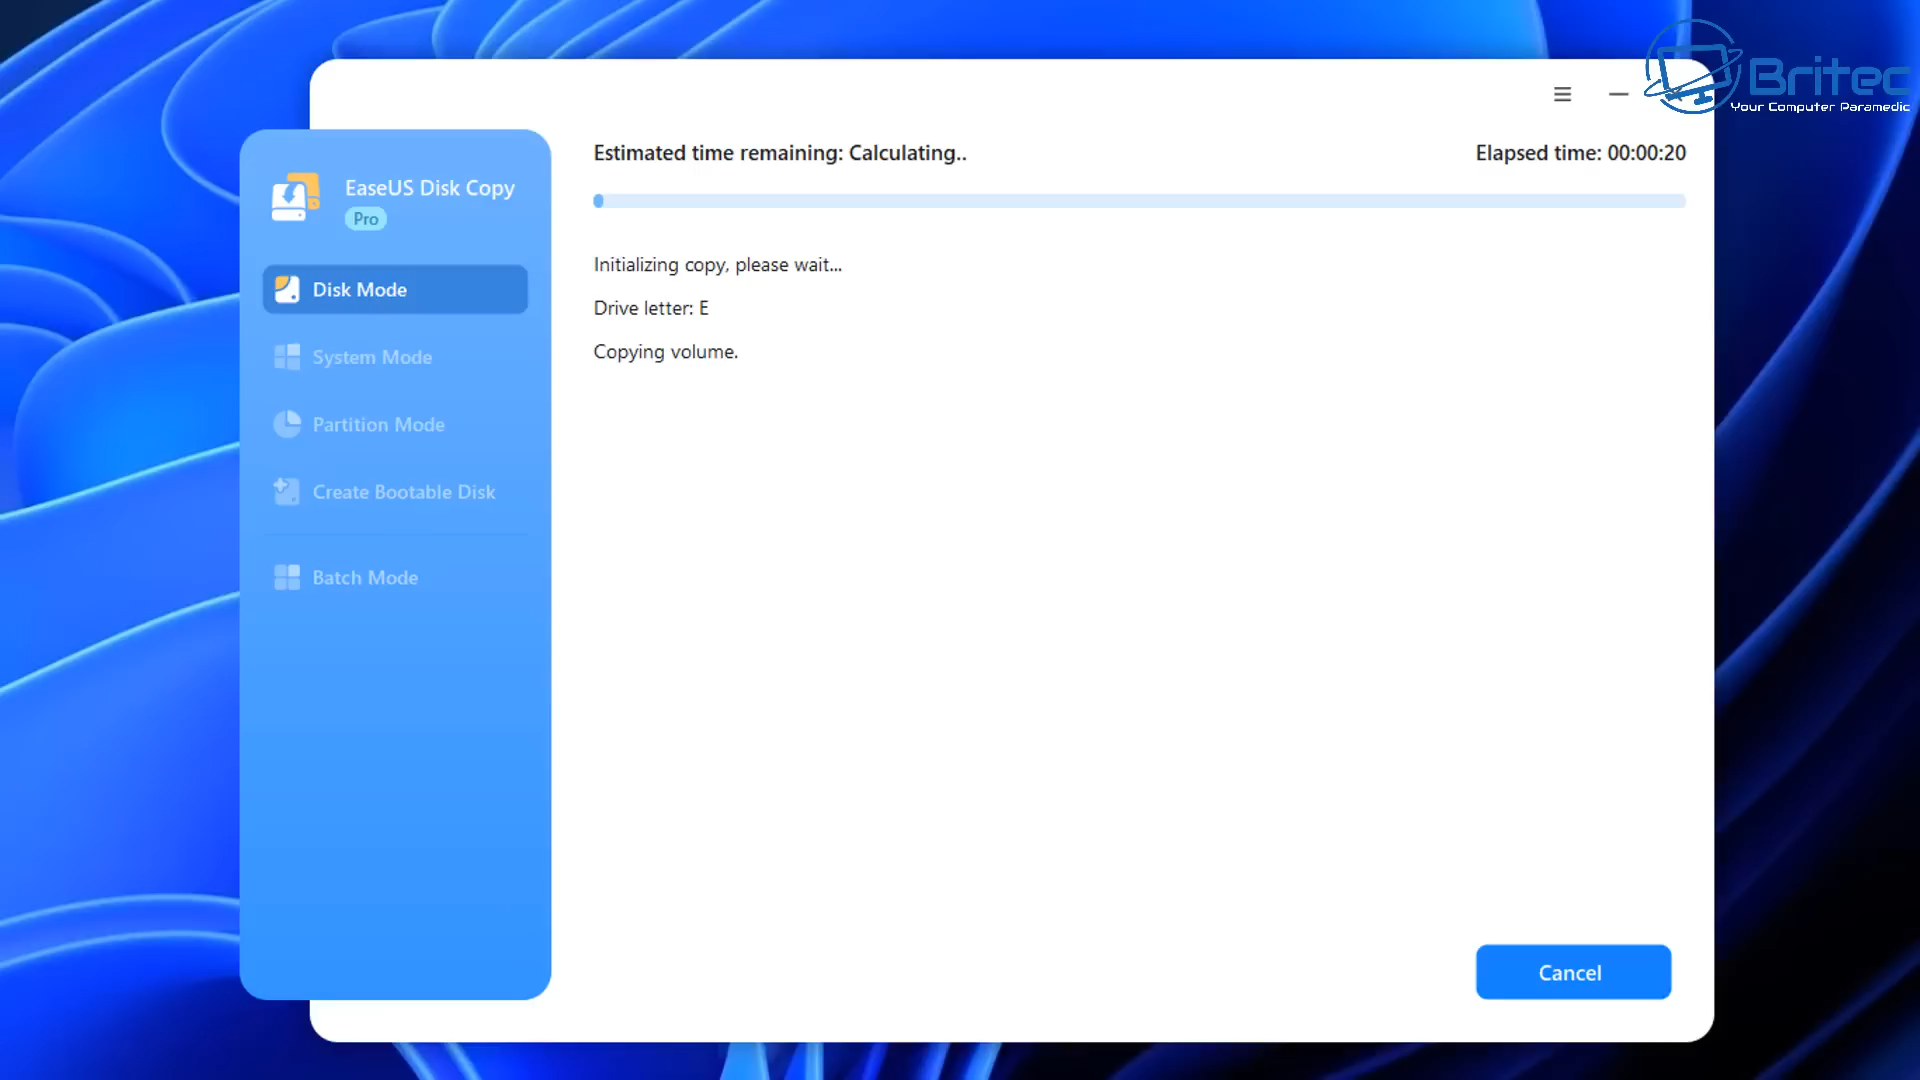 Britec
Your Computer Paramedic
Estimated time remaining: Calculating..
Elapsed time: 00:00:20
EaseUS Disk Copy
Pro
Disk Mode
System Mode
Partition Mode
Create Bootable Disk
Batch Mode
Initializing copy, please wait...
Drive letter: E
Copying volume.
Cancel